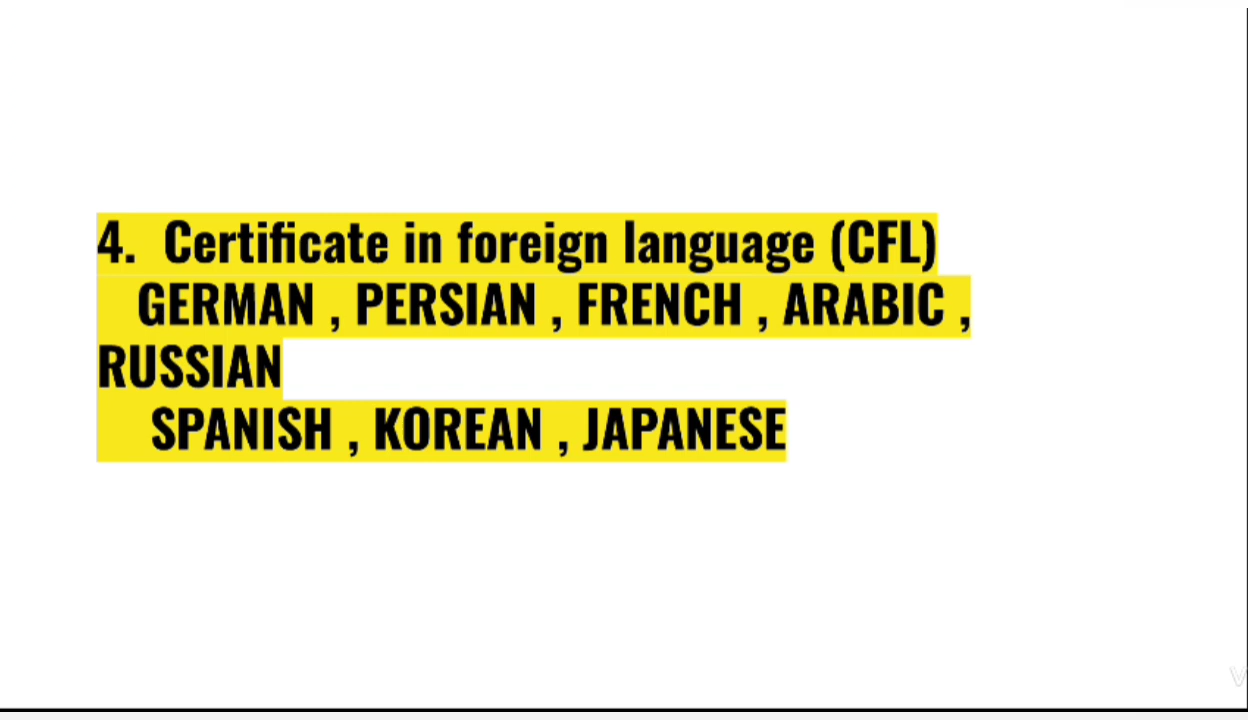 4. Certificate in foreign language (CFL)
GERMAN , PERSIAN , FRENCH , ARABIC ,
RUSSIAN
SPANISH , KOREAN , JAPANESE